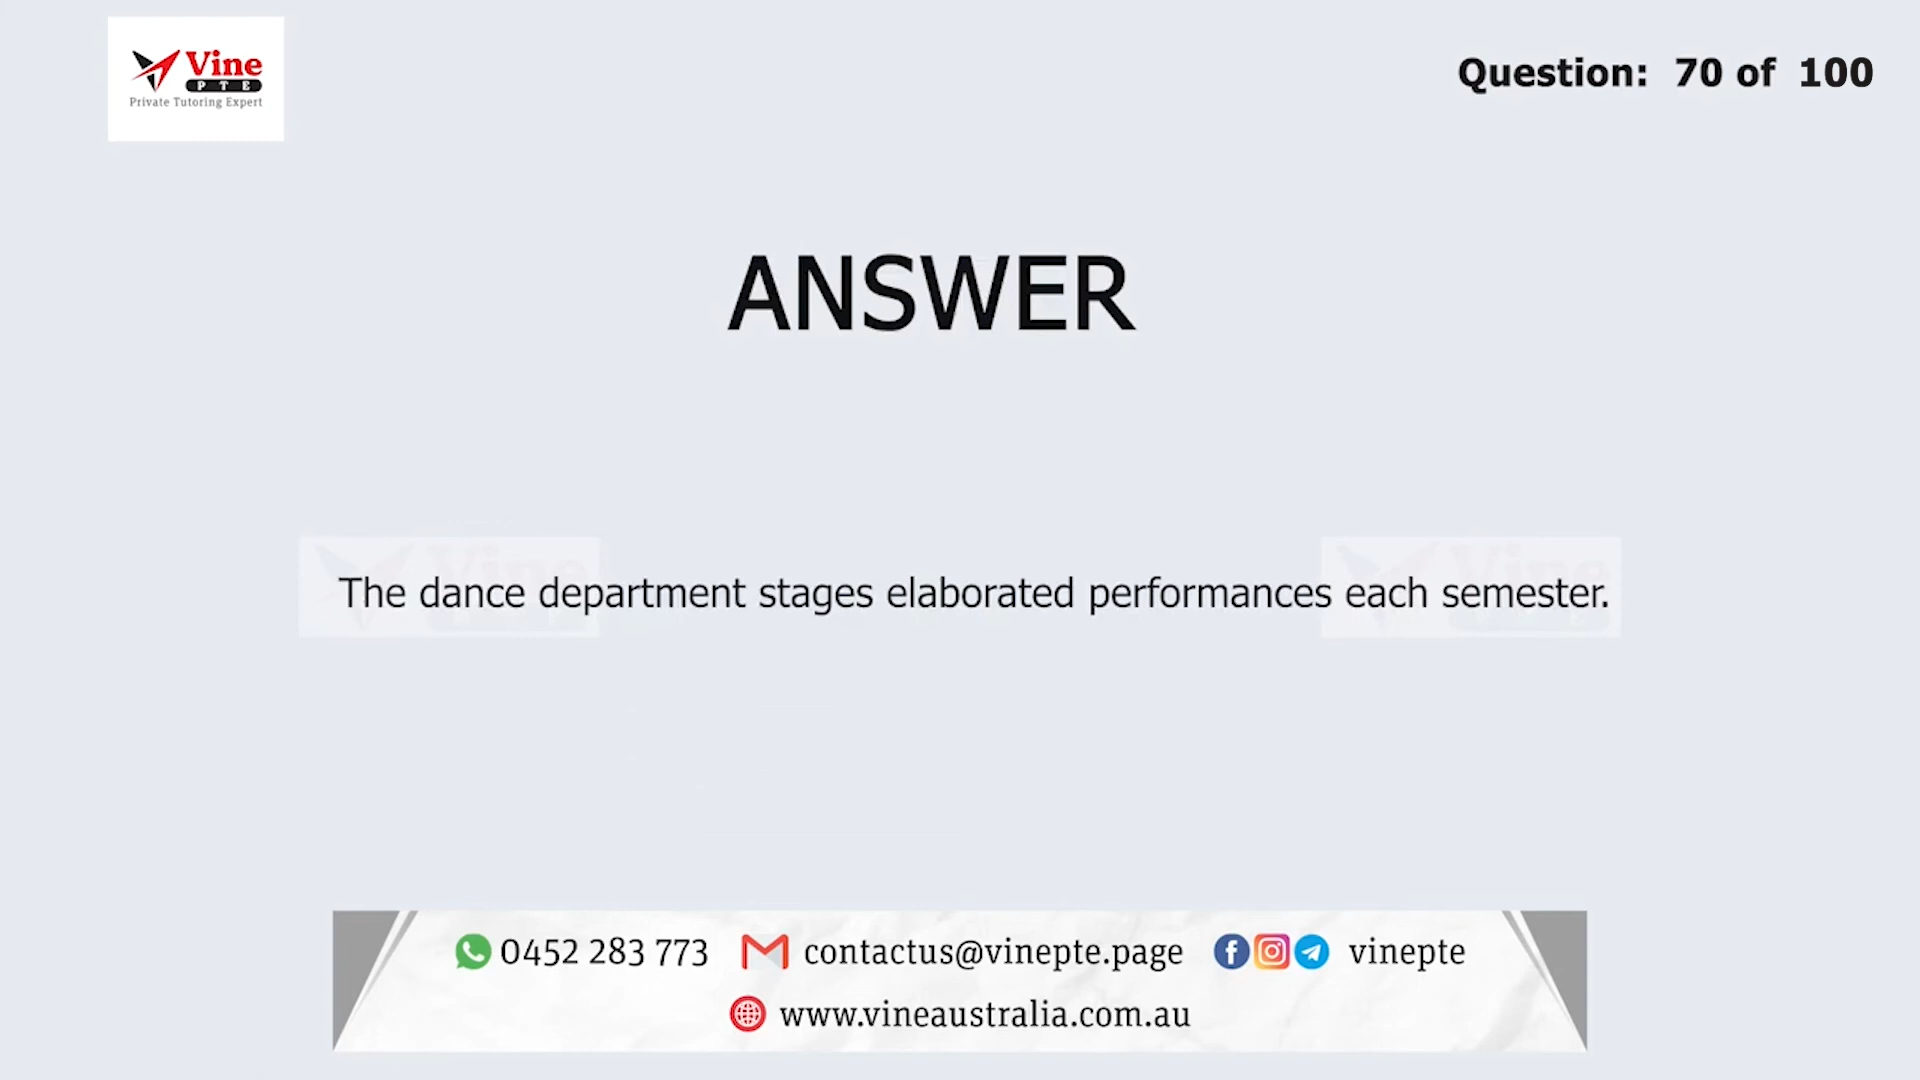 Vine
PTE
Private Tutoring Expert
Question: 70 of 100
ANSWER
The dance department stages elaborated performances each semester.
0452 283 773 contactus@vinepte.page vinepte
www.vineaustralia.com.au